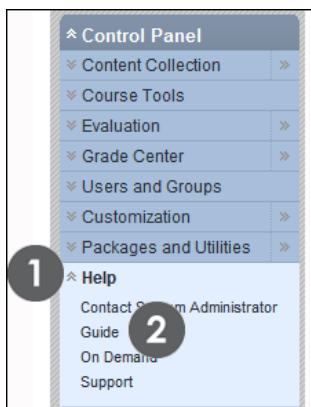 Control Panel
Content Collection
Course Tools
Evaluation
Grade Center
Users and Groups
Customization
Packages and Utilities
1
Help
Contact System Administrator
Guide
2
On Demand
Support